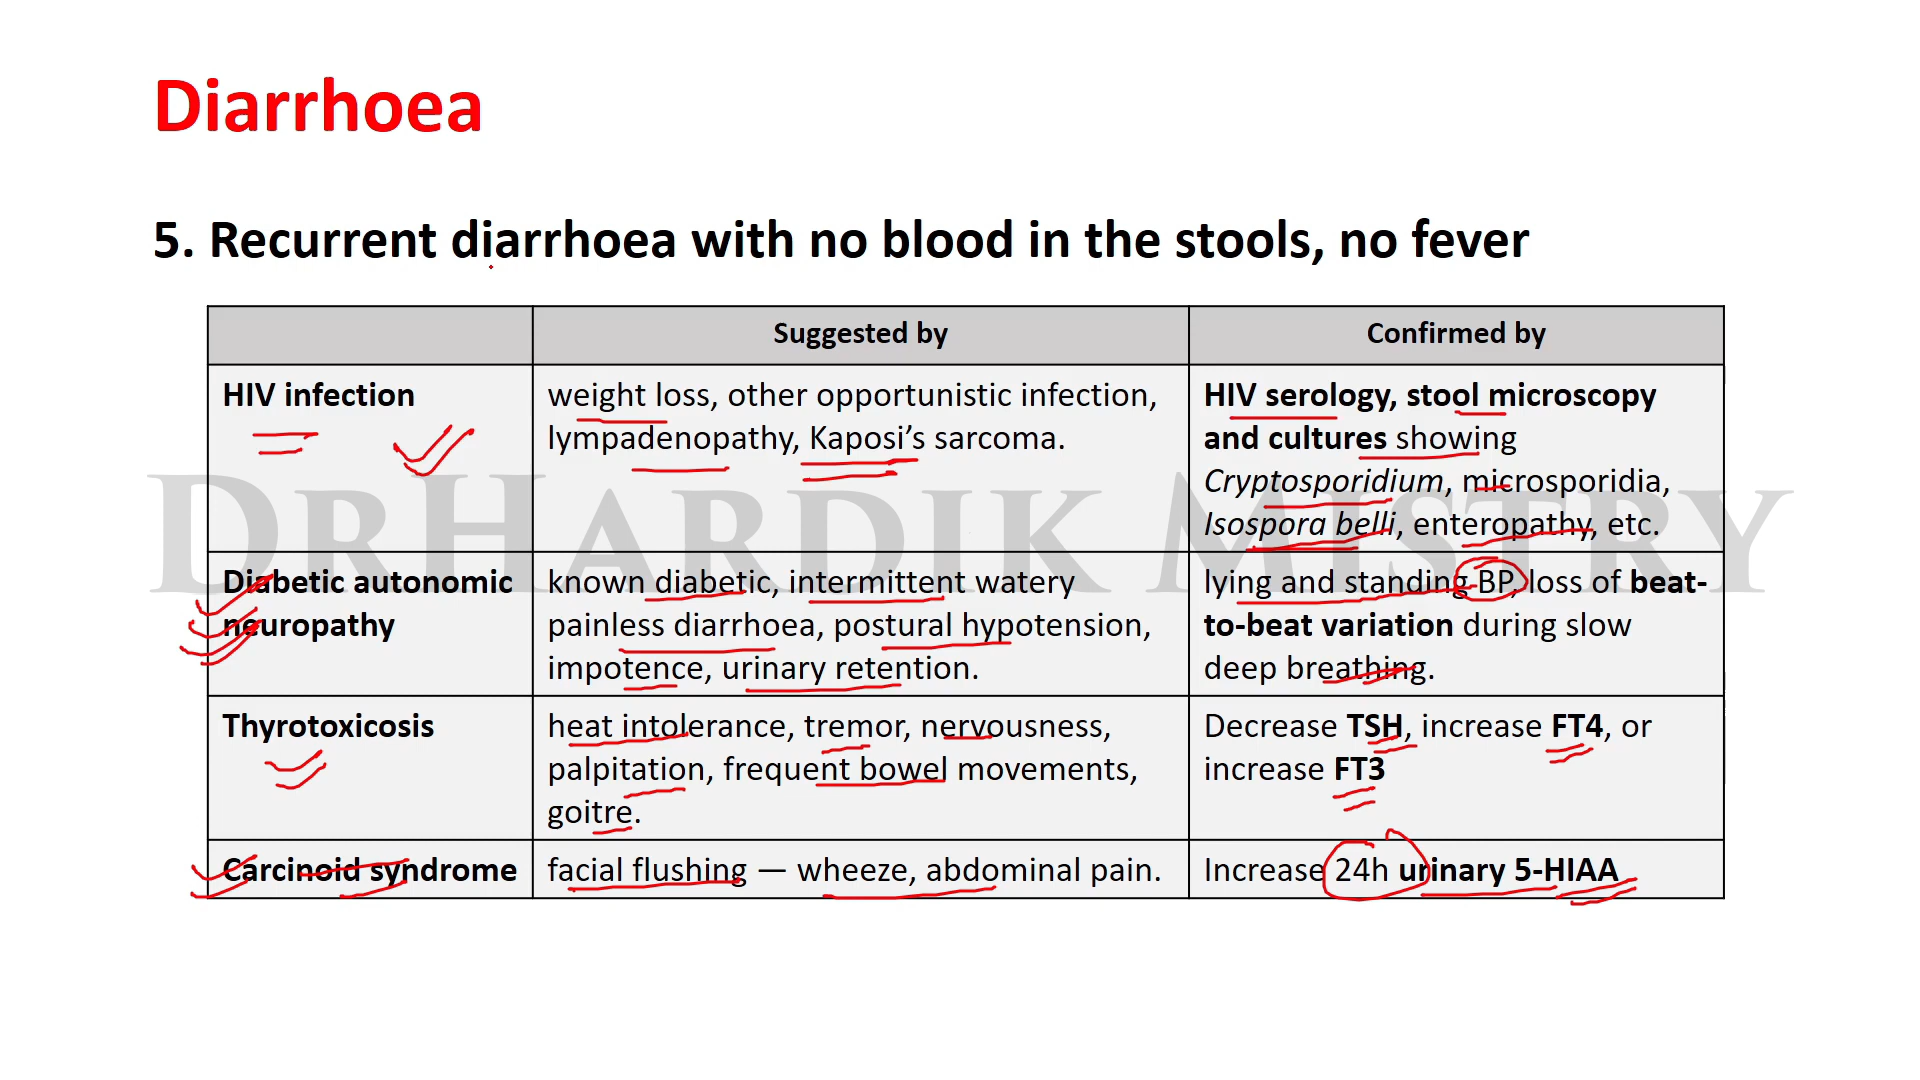 Diarrhoea
5. Recurrent diarrhoea with no blood in the stools, no fever
Suggested by
Confirmed by
HIV infection
weight loss, other opportunistic infection,
lympadenopathy, Kaposi’s sarcoma.
HIV serology, stool microscopy
and cultures showing
Cryptosporidium, microsporidia,
Isospora belli, enteropathy, etc.
DRHARDIK MISTRY
Diabetic autonomic
neuropathy
known diabetic, intermittent watery
painless diarrhoea, postural hypotension,
impotence, urinary retention.
lying and standing BP, loss of beat-
to-beat variation during slow
deep breathing.
Thyrotoxicosis
heat intolerance, tremor, nervousness,
palpitation, frequent bowel movements,
goitre.
Decrease TSH, increase FT4, or
increase FT3
Carcinoid syndrome
facial flushing — wheeze, abdominal pain.
Increase 24h urinary 5-HIAA